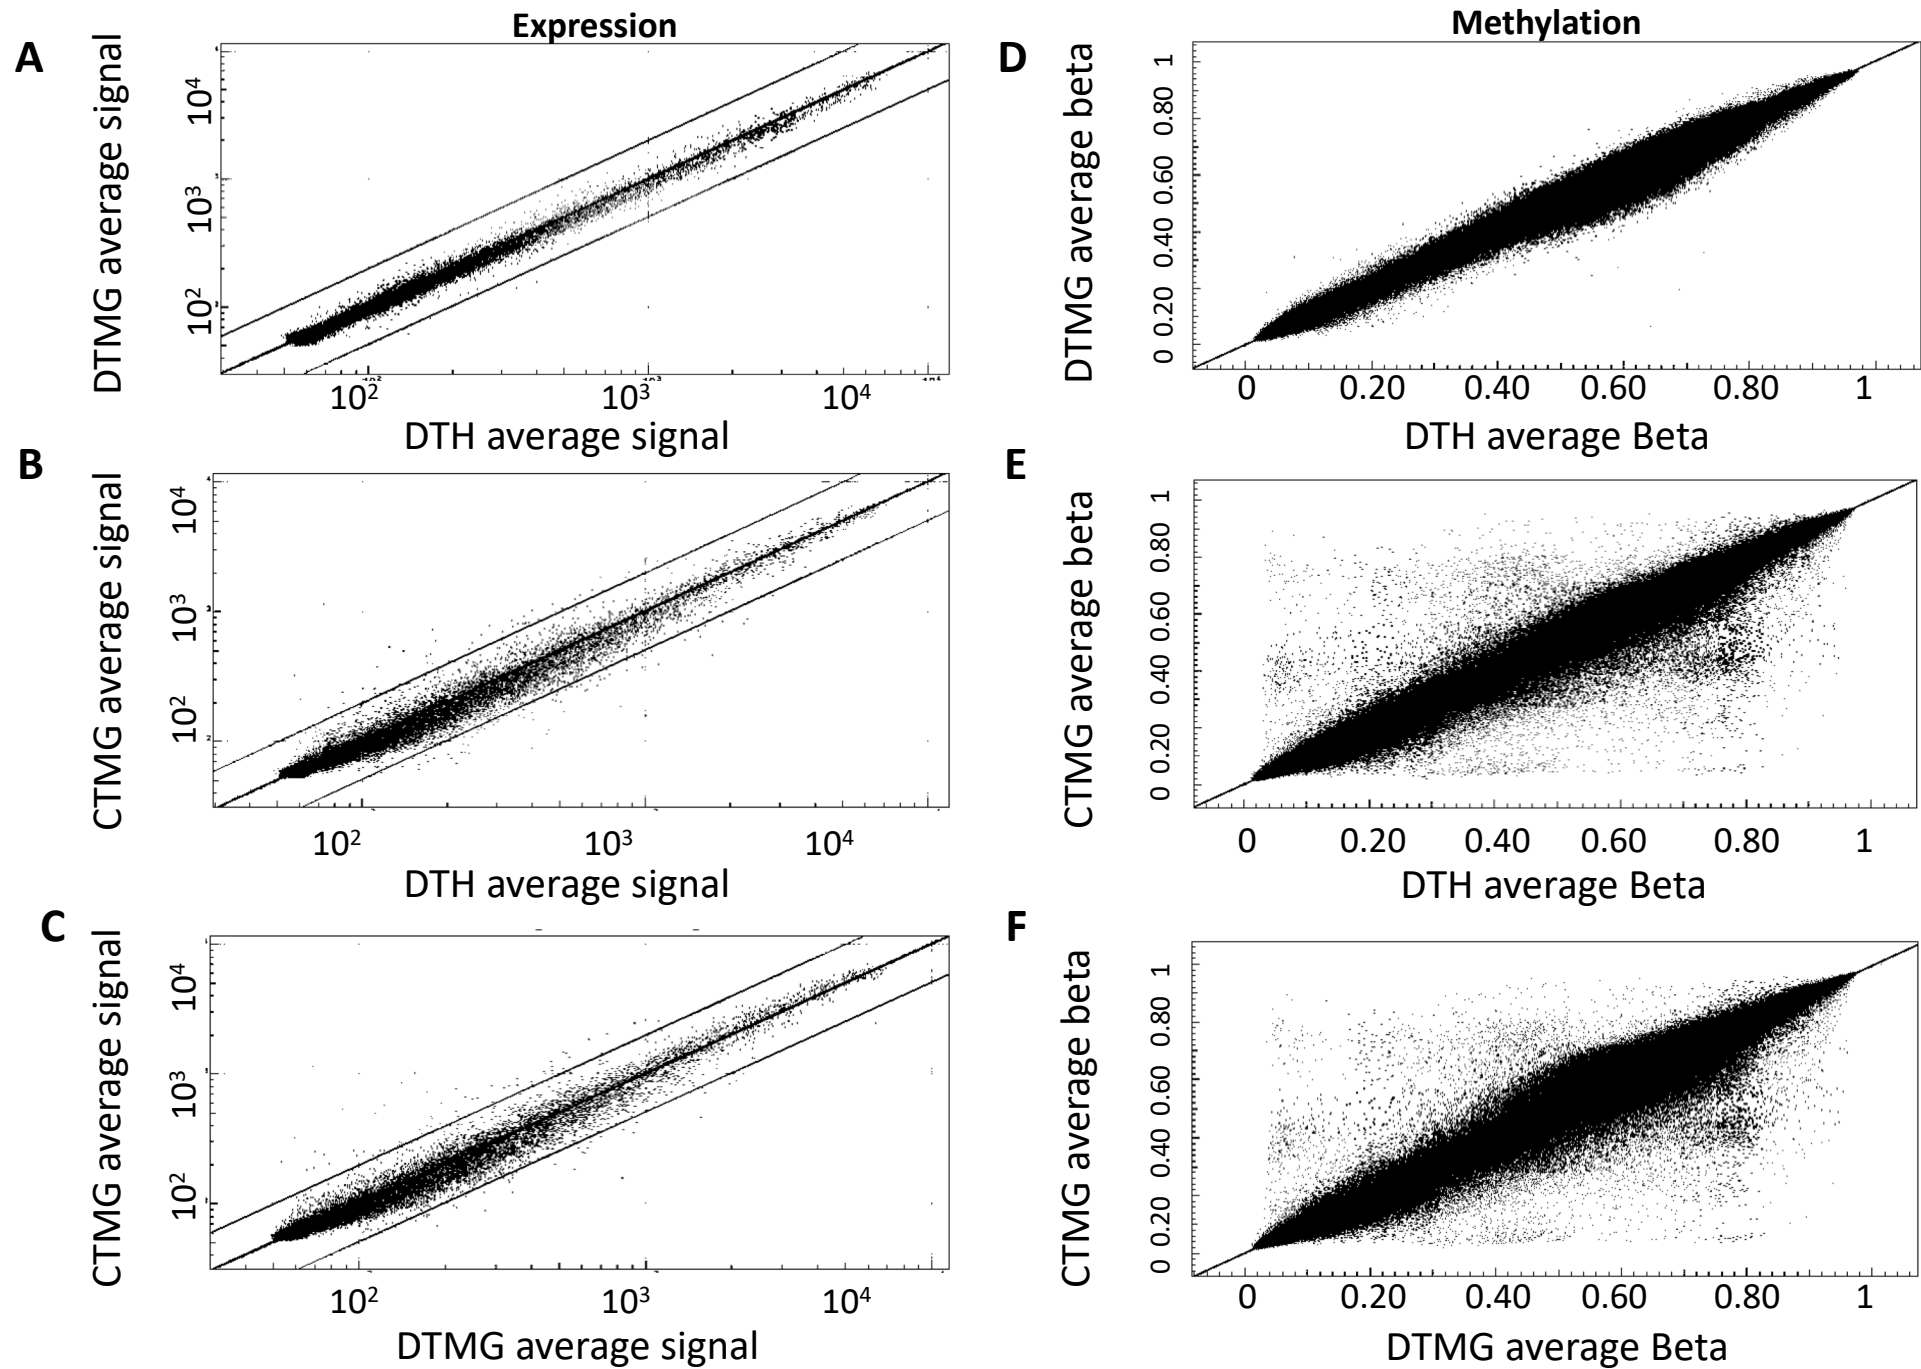 Expression
Methylation
A
DTMG average signal
10⁴
10³
10²
10² 10³ 10⁴
DTH average signal
D
DTMG average beta
1
0.80
0.60
0.40
0.20
0
0 0.20 0.40 0.60 0.80 1
DTH average Beta
B
CTMG average signal
10⁴
10³
10²
10² 10³ 10⁴
DTH average signal
E
CTMG average beta
1
0.80
0.60
0.40
0.20
0
0 0.20 0.40 0.60 0.80 1
DTH average Beta
C
CTMG average signal
10⁴
10³
10²
10² 10³ 10⁴
DTMG average signal
F
CTMG average beta
1
0.80
0.60
0.40
0.20
0
0 0.20 0.40 0.60 0.80 1
DTMG average Beta